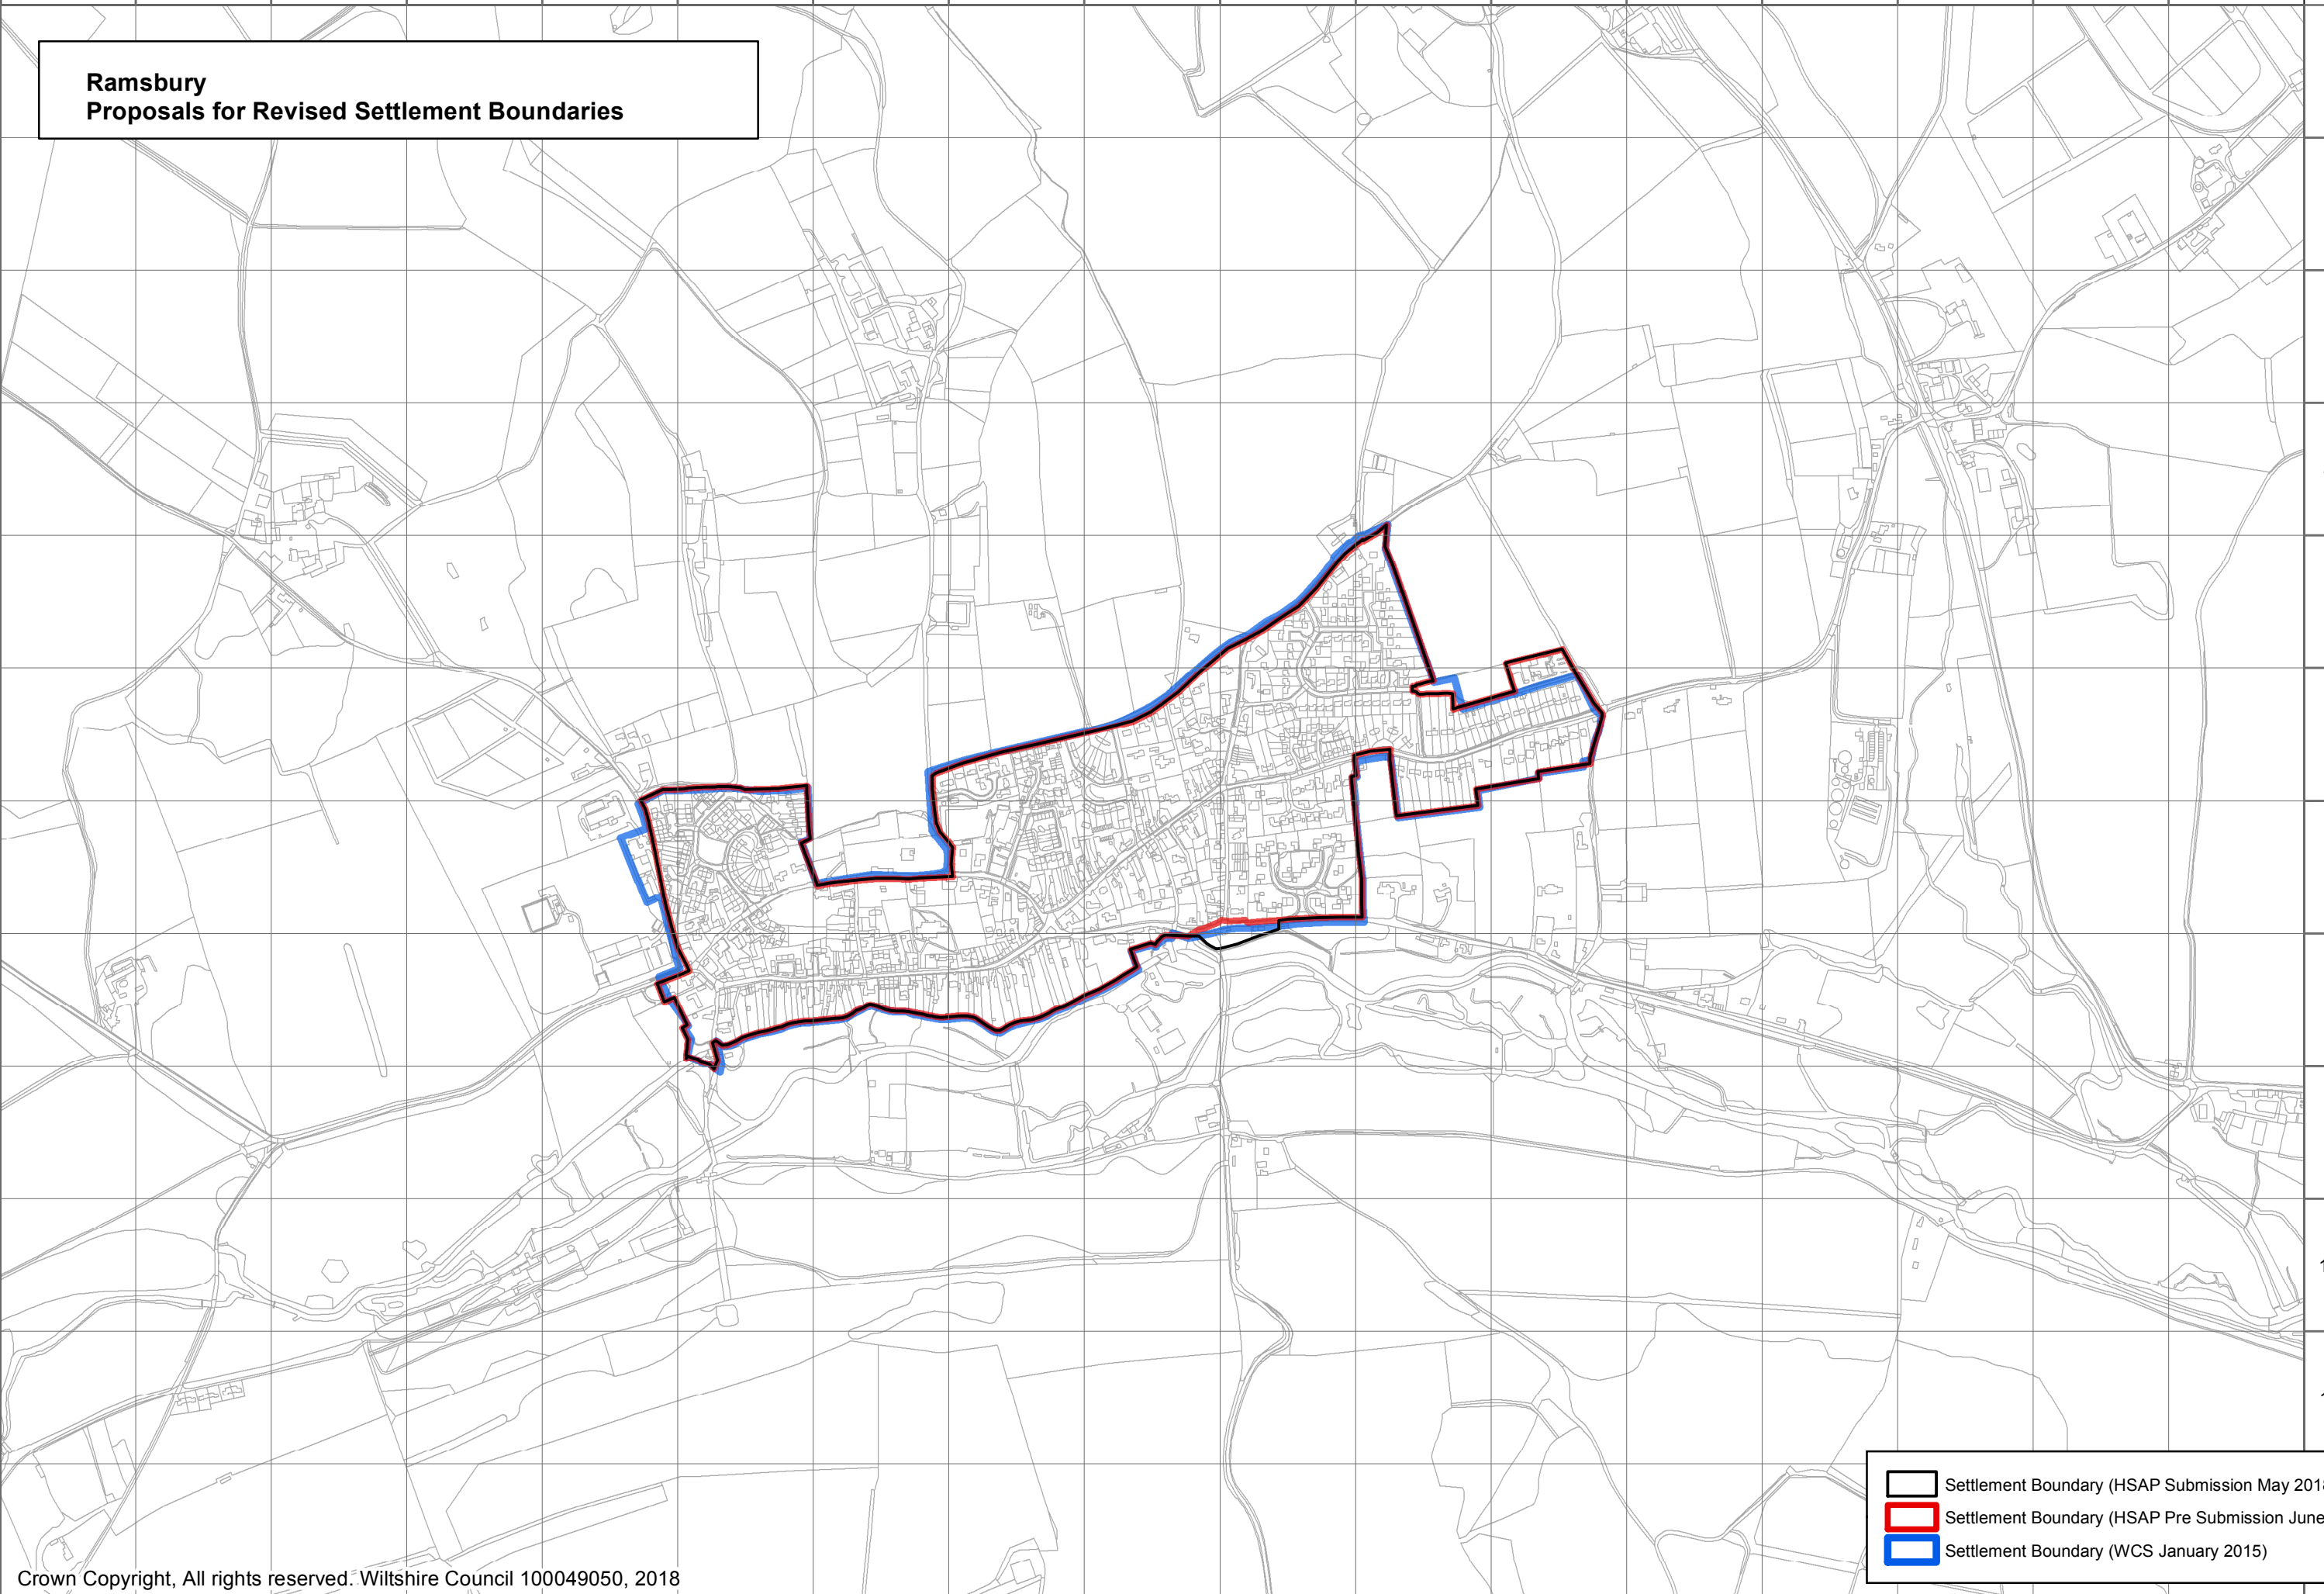 Ramsbury
Proposals for Revised Settlement Boundaries
Settlement Boundary (HSAP Submission May 201
Settlement Boundary (HSAP Pre Submission June
Settlement Boundary (WCS January 2015)
Crown Copyright, All rights reserved. Wiltshire Council 100049050, 2018